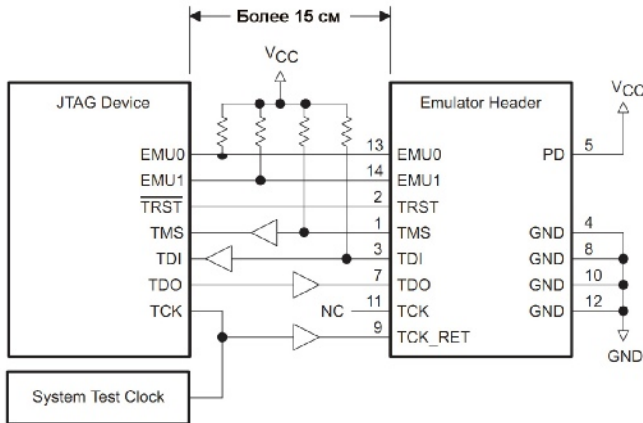 Более 15 см
VCC
JTAG Device
Emulator Header
VCC
EMU0 13 EMU0 PD 5
EMU1 14 EMU1
TRST 2 TRST
TMS 1 TMS GND 4
TDI 3 TDI GND 8
TDO 7 TDO GND 10
TCK NC 11 TCK GND 12
9 TCK_RET
GND
System Test Clock